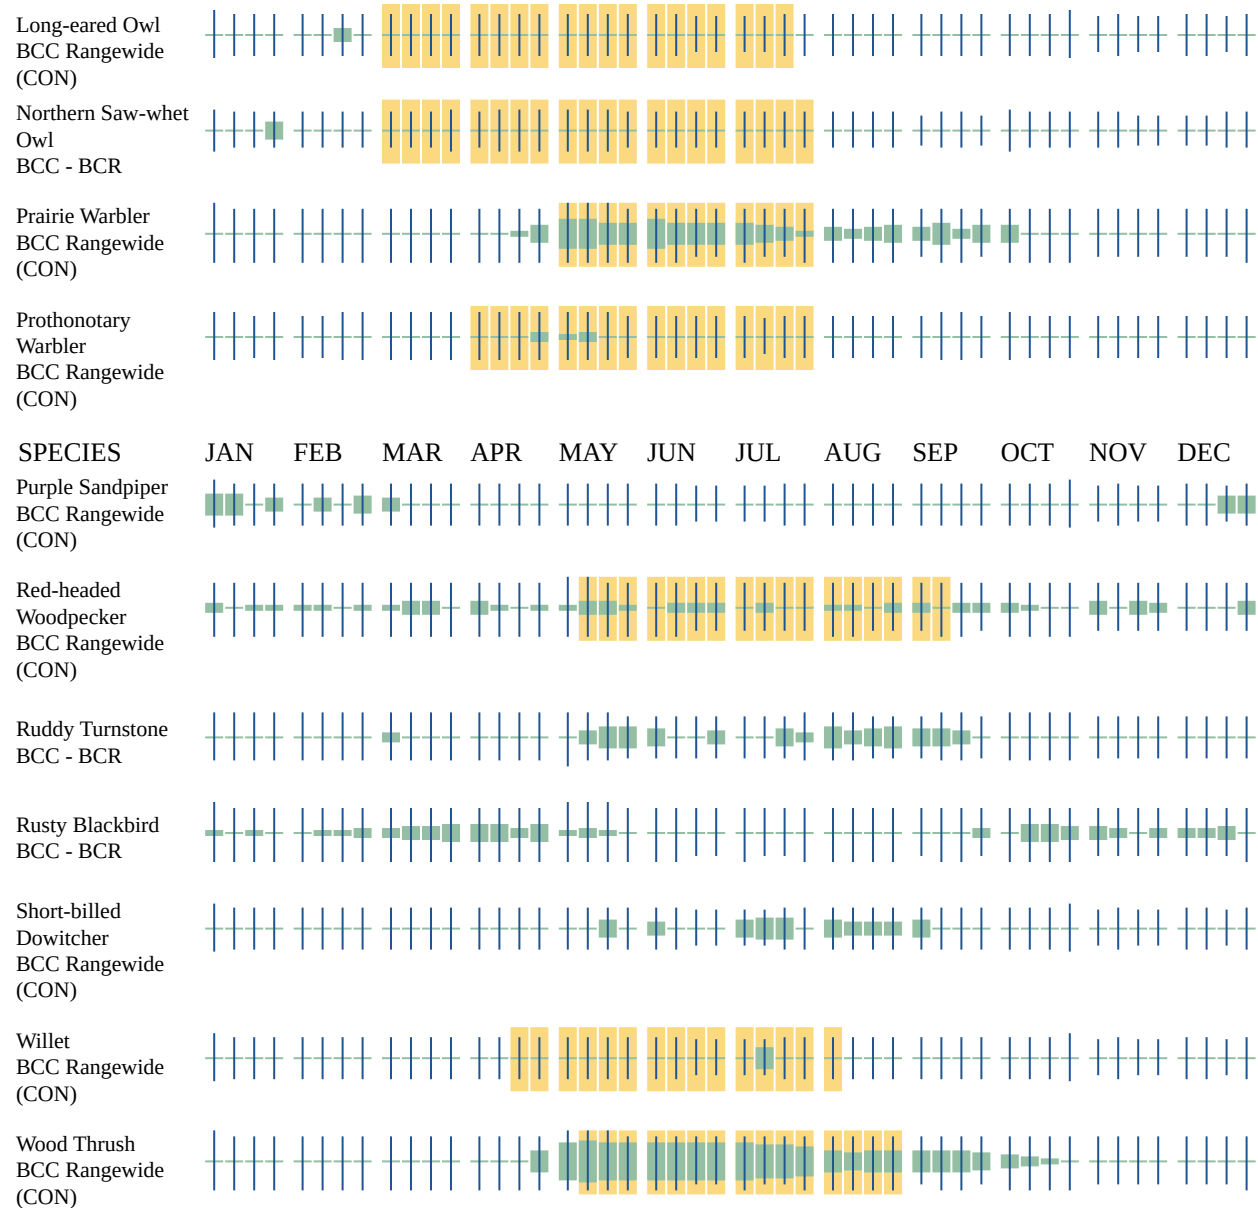 Long-eared Owl
BCC Rangewide
(CON)
Northern Saw-whet
Owl
BCC - BCR
Prairie Warbler
BCC Rangewide
(CON)
Prothonotary
Warbler
BCC Rangewide
(CON)
SPECIES JAN FEB MAR APR MAY JUN JUL AUG SEP OCT NOV DEC
Purple Sandpiper
BCC Rangewide
(CON)
Red-headed
Woodpecker
BCC Rangewide
(CON)
Ruddy Turnstone
BCC - BCR
Rusty Blackbird
BCC - BCR
Short-billed
Dowitcher
BCC Rangewide
(CON)
Willet
BCC Rangewide
(CON)
Wood Thrush
BCC Rangewide
(CON)